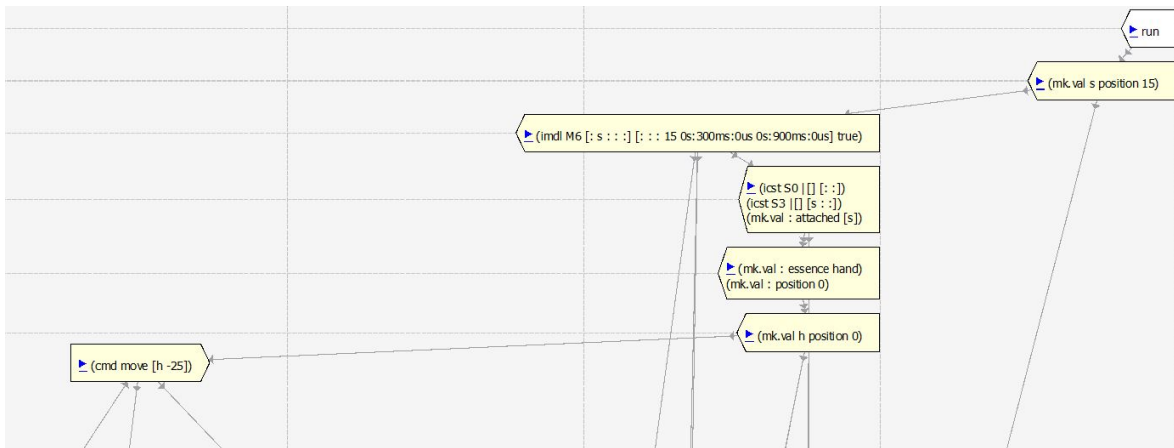 run
(mk.val s position 15)
(imdl M6 [: s : : :] [: : : 15 0s:300ms:0us 0s:900ms:0us] true)
(icst S0 |[] [: :])
(icst S3 |[] [s : :])
(mk.val : attached [s])
(mk.val : essence hand)
(mk.val : position 0)
(mk.val h position 0)
(cmd move [h -25])